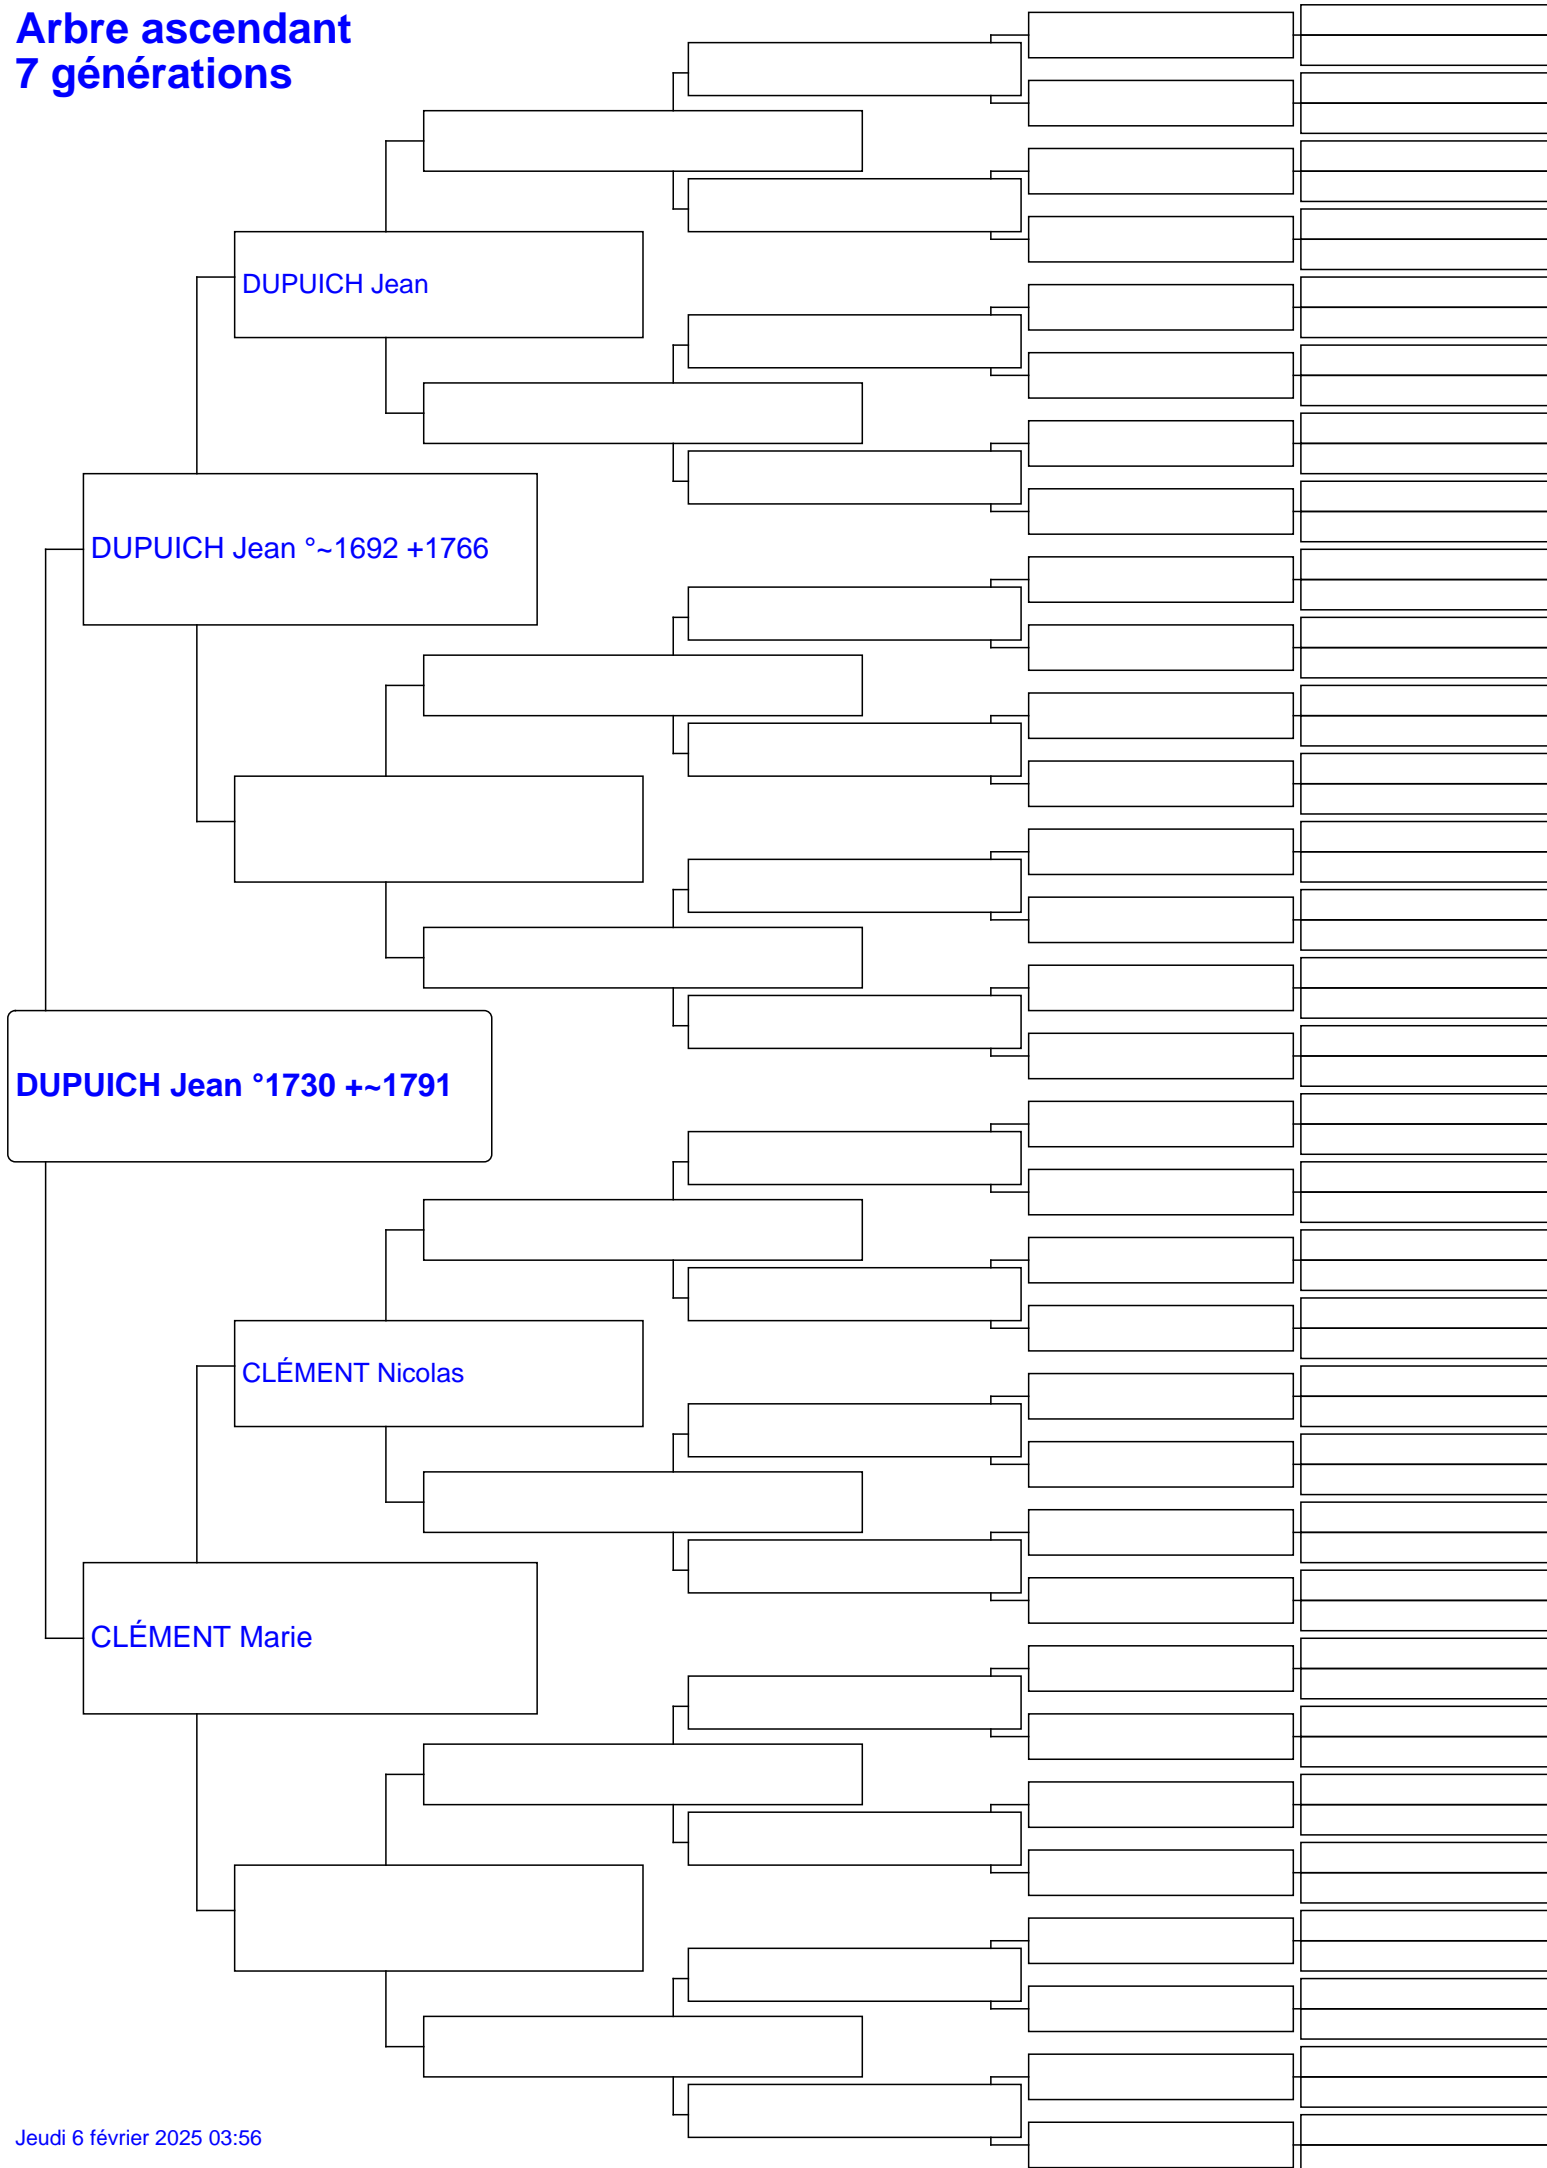 Arbre ascendant
7 générations
DUPUICH Jean
DUPUICH Jean °~1692 +1766
DUPUICH Jean °1730 +~1791
CLÉMENT Nicolas
CLÉMENT Marie
Jeudi 6 février 2025 03:56